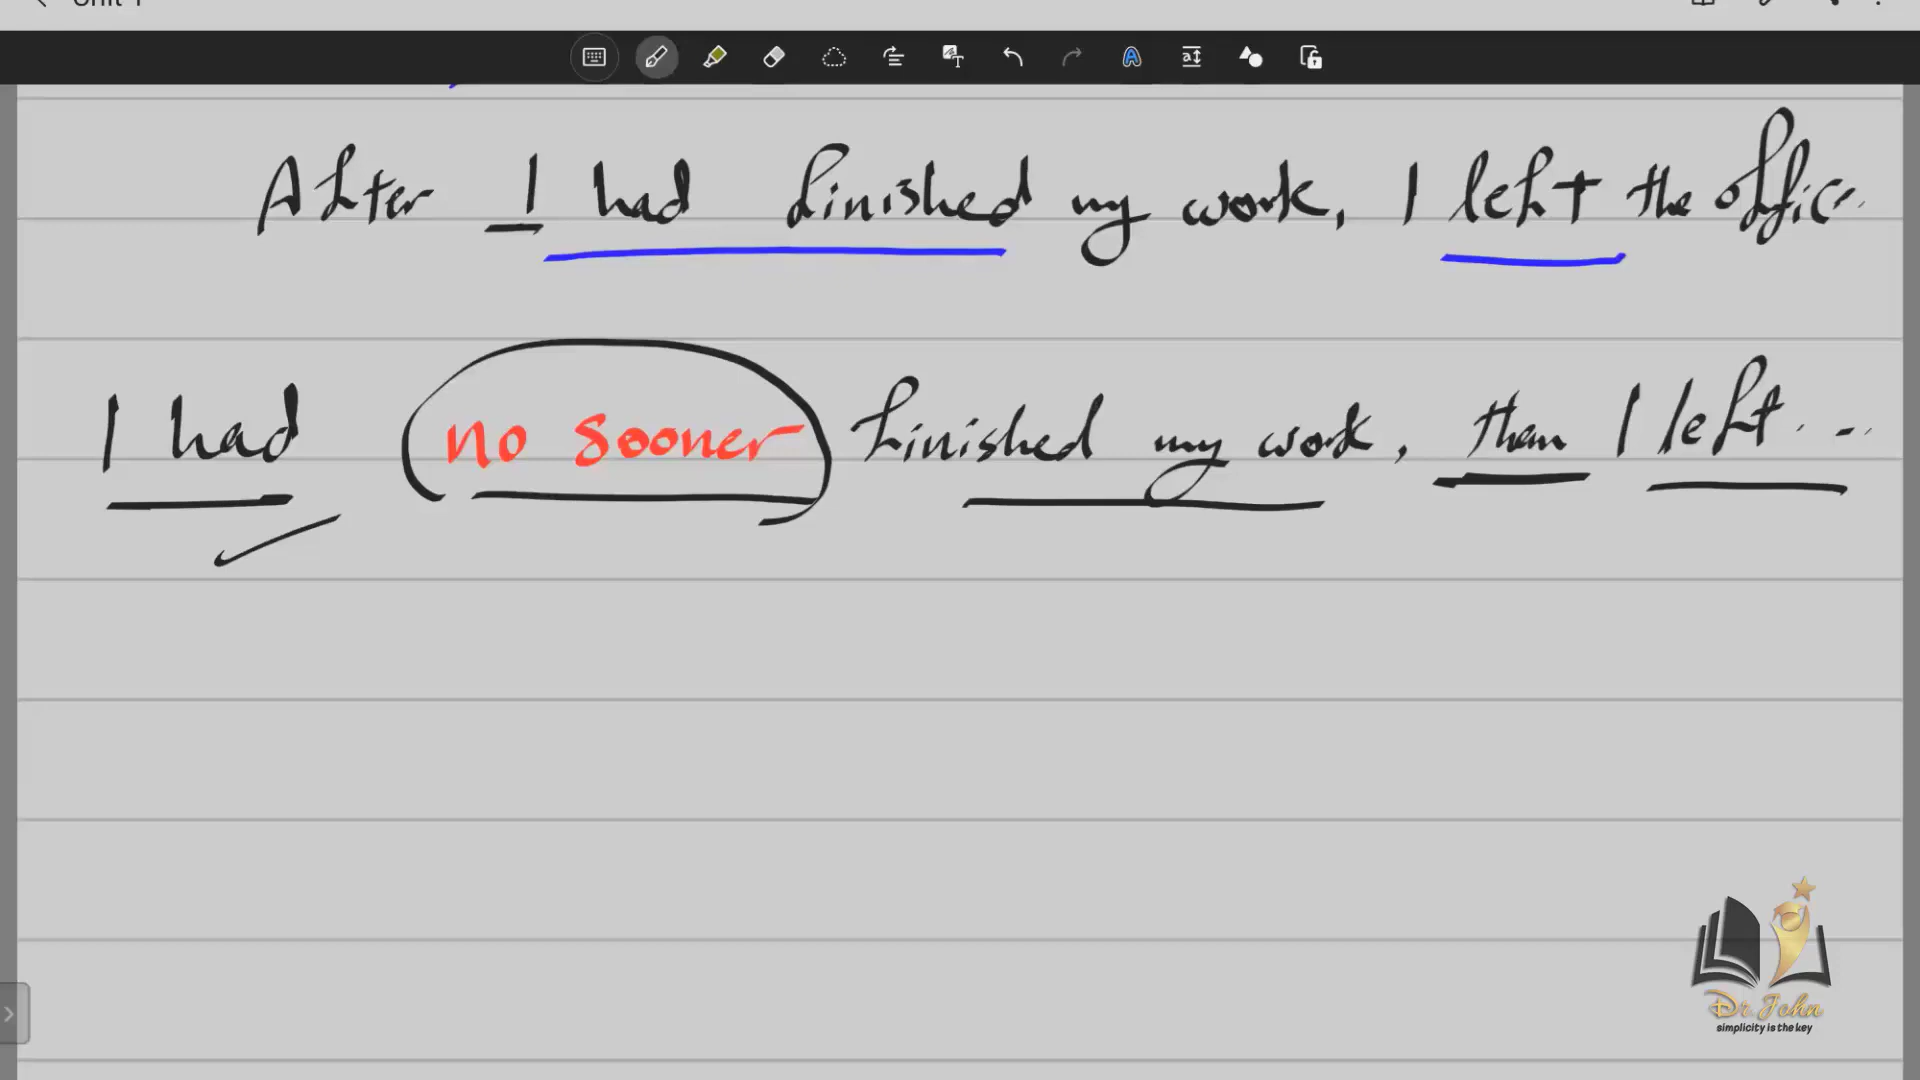 After I had finished my work, I left the office.
I had no sooner finished my work, than I left...
Dr. John
simplicity is the key